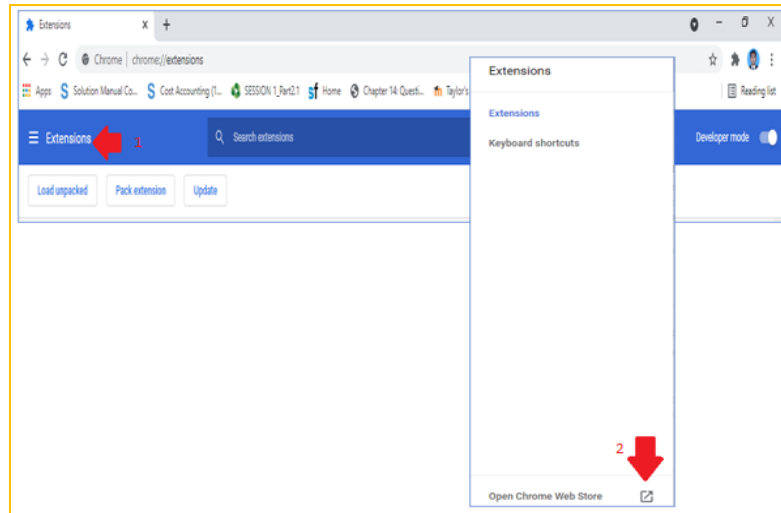 Extensions
Chrome | chrome://extensions
Apps Solution Manual Co... Cost Accounting (1... SESSION 1_Part2.1 Home Chapter 14: Questi... Taylor's Reading list
Extensions 1 Search extensions Developer mode
Load unpacked Pack extension Update
Extensions
Extensions
Keyboard shortcuts
2
Open Chrome Web Store